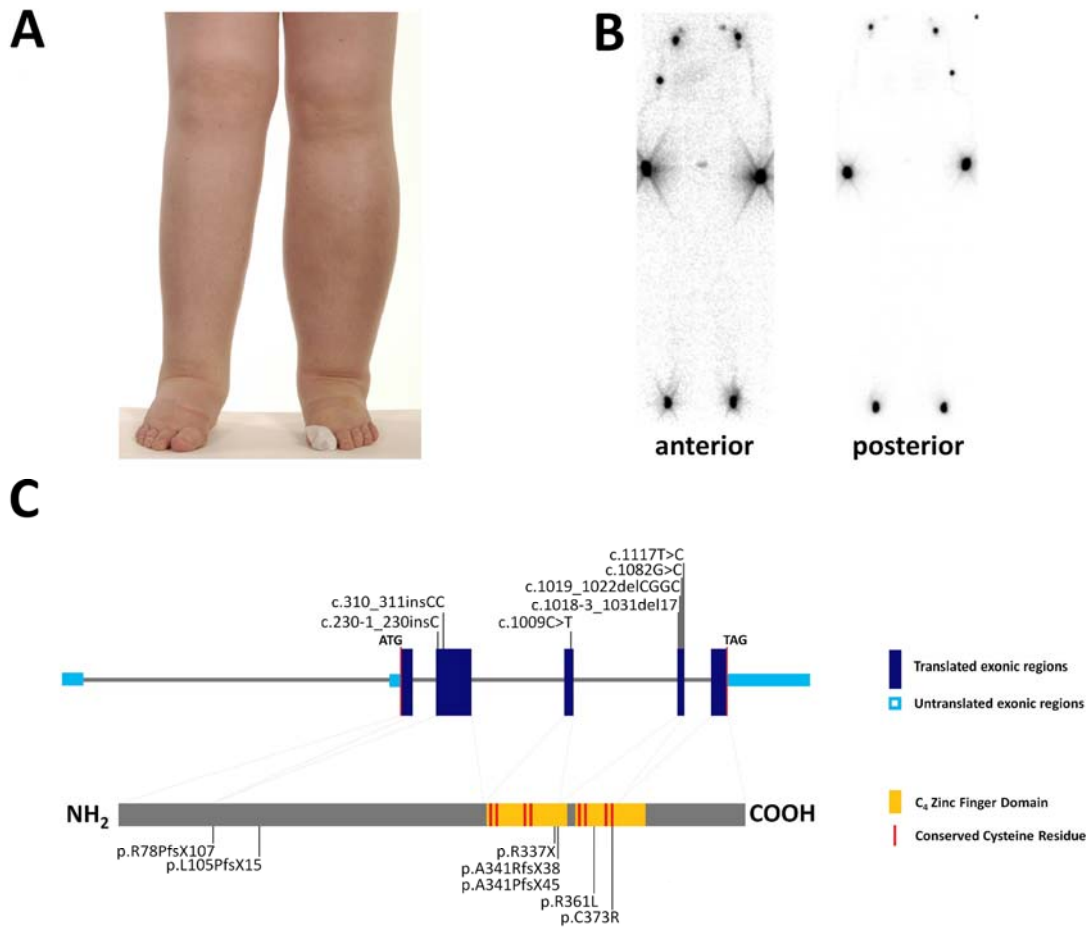 A
B
anterior
posterior
C
c.1117T>C
c.1082G>C
c.1019_1022delCGGC
c.1018-3_1031del17
c.310_311insCC
c.230-1_230insC
c.1009C>T
ATG
TAG
Translated exonic regions
Untranslated exonic regions
NH2
COOH
C4 Zinc Finger Domain
Conserved Cysteine Residue
p.R78PfsX107
p.L105PfsX15
p.R337X
p.A341RfsX38
p.A341PfsX45
p.R361L
p.C373R